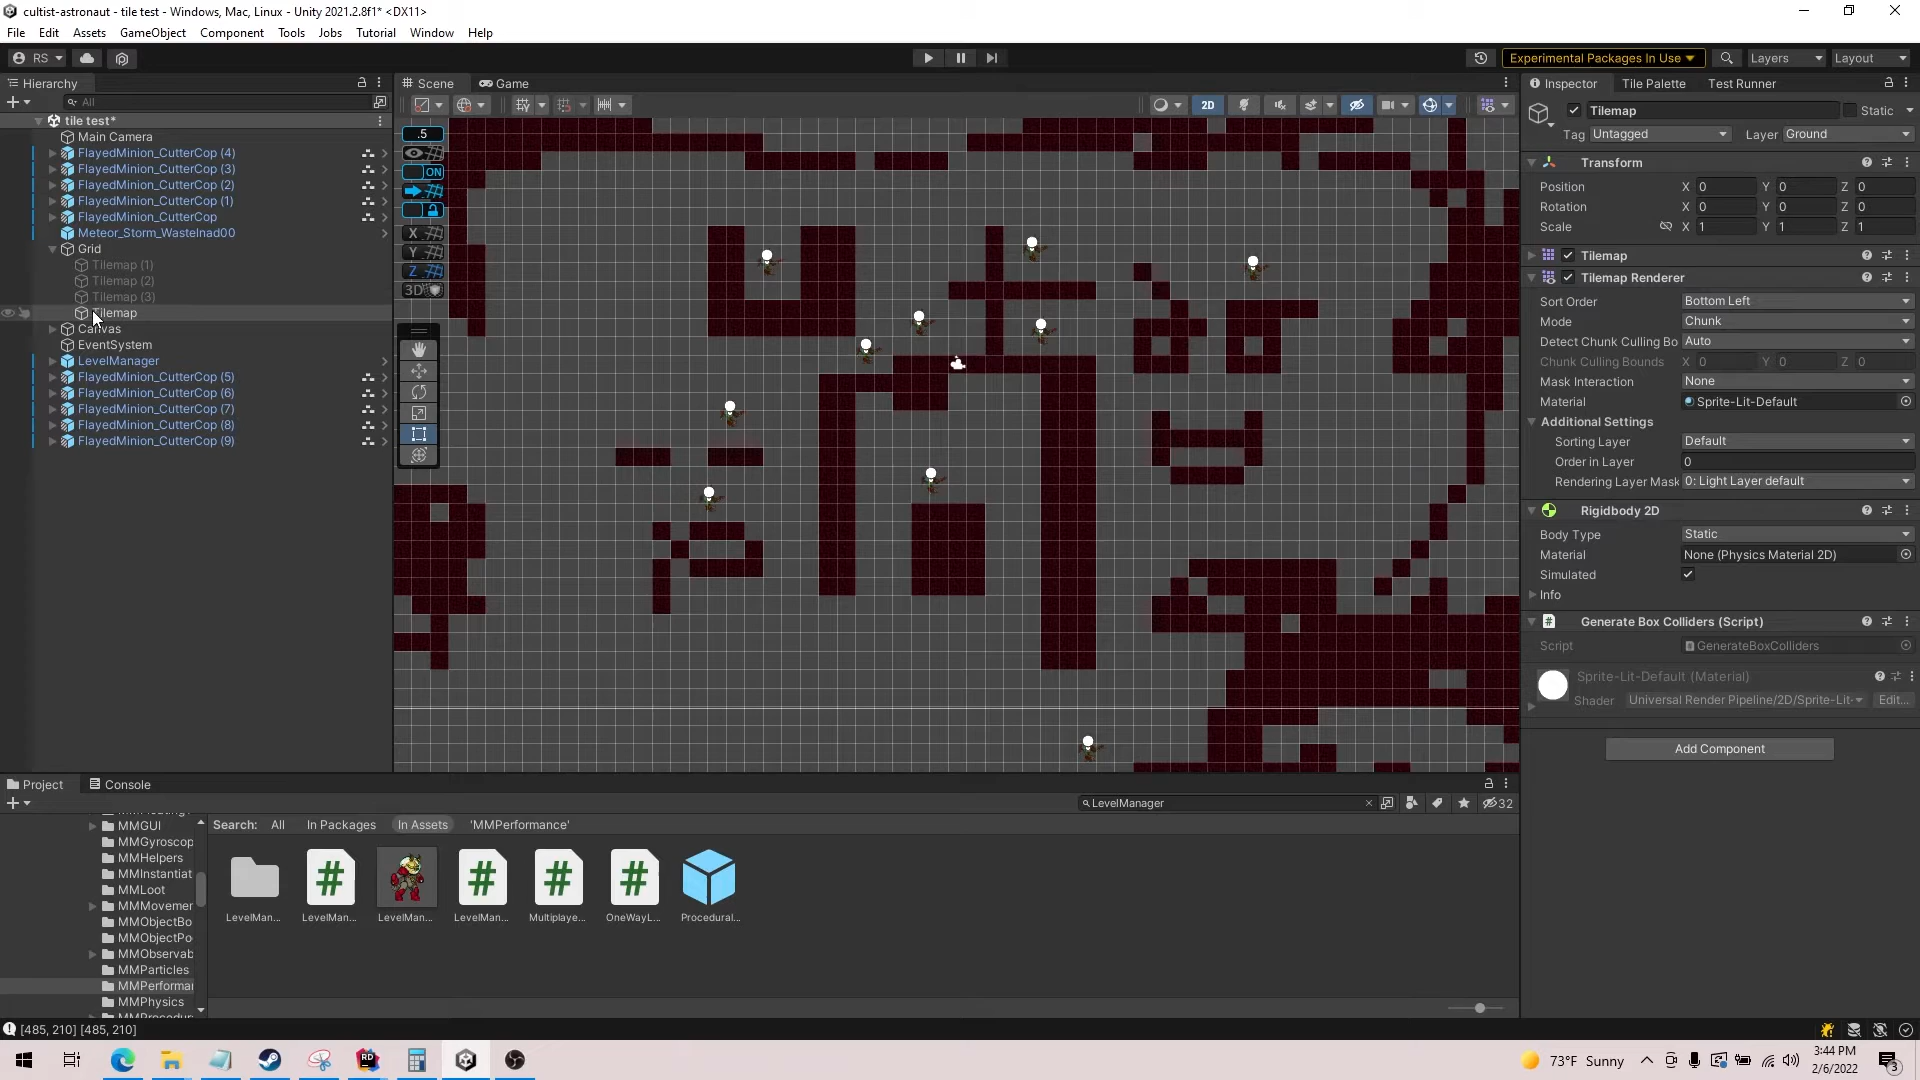 cultist-astronaut - tile test - Windows, Mac, Linux - Unity 2021.2.8f1* <DX11>
File Edit Assets GameObject Component Tools Jobs Tutorial Window Help
RS
Experimental Packages In Use
Layers
Layout
Hierarchy
All
tile test*
Main Camera
FlayedMinion_CutterCop (4)
FlayedMinion_CutterCop (3)
FlayedMinion_CutterCop (2)
FlayedMinion_CutterCop (1)
FlayedMinion_CutterCop
Meteor_Storm_Wastelnad00
Grid
Tilemap (1)
Tilemap (2)
Tilemap (3)
Tilemap
Canvas
EventSystem
LevelManager
FlayedMinion_CutterCop (5)
FlayedMinion_CutterCop (6)
FlayedMinion_CutterCop (7)
FlayedMinion_CutterCop (8)
FlayedMinion_CutterCop (9)
Scene Game
2D
.5
ON
X
Y
Z
3D
Inspector Tile Palette Test Runner
Tilemap Static
Tag Untagged Layer Ground
Transform
Position X 0 Y 0 Z 0
Rotation X 0 Y 0 Z 0
Scale X 1 Y 1 Z 1
Tilemap
Tilemap Renderer
Sort Order Bottom Left
Mode Chunk
Detect Chunk Culling Bo Auto
Chunk Culling Bounds X 0 Y 0 Z 0
Mask Interaction None
Material Sprite-Lit-Default
Additional Settings
Sorting Layer Default
Order in Layer 0
Rendering Layer Mask 0: Light Layer default
Rigidbody 2D
Body Type Static
Material None (Physics Material 2D)
Simulated
Info
Generate Box Colliders (Script)
Script GenerateBoxColliders
Sprite-Lit-Default (Material)
Shader Universal Render Pipeline/2D/Sprite-Lit- Edit...
Add Component
Project Console
LevelManager
32
MMGUI
MMGyroscop
MMHelpers
MMInstantiat
MMLoot
MMMovemer
MMObjectBo
MMObjectPo
MMObservab
MMParticles
MMPerformar
MMPhysics
Search: All In Packages In Assets 'MMPerformance'
LevelMan... LevelMan... LevelMan... LevelMan... Multiplaye... OneWayL... Procedural...
[485, 210] [485, 210]
73°F Sunny
3:44 PM
2/6/2022
3